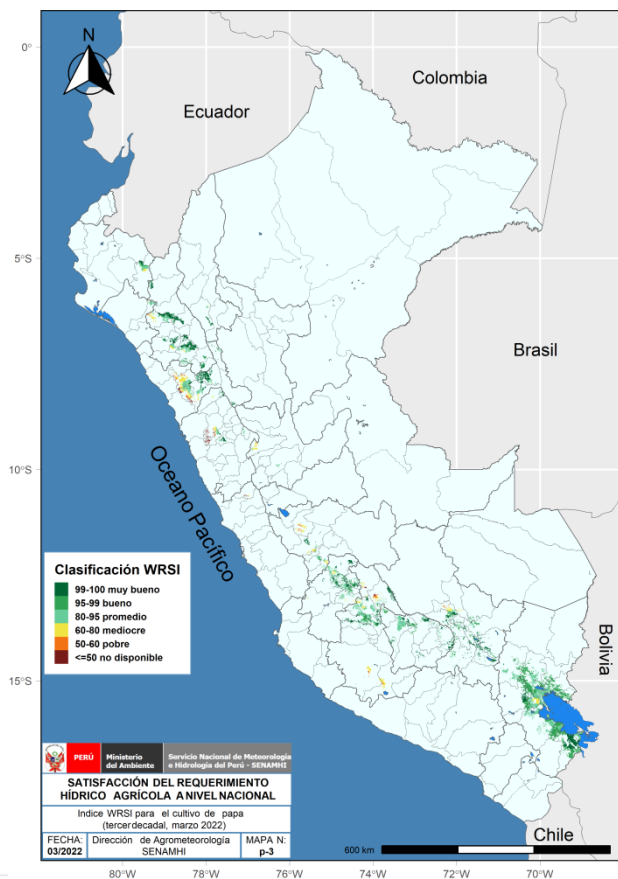 N
0°
Colombia
Ecuador
5°S
Brasil
10°S
Oceano Pacífico
Clasificación WRSI
99-100 muy bueno
95-99 bueno
80-95 promedio
60-80 mediocre
50-60 pobre
<=50 no disponible
Bolivia
15°S
PERÚ
Ministerio
del Ambiente
Servicio Nacional de Meteorología
e Hidrología del Perú - SENAMHI
SATISFACCIÓN DEL REQUERIMIENTO
HÍDRICO AGRÍCOLA A NIVEL NACIONAL
Indice WRSI para el cultivo de papa
(tercerdecadal, marzo 2022)
FECHA:
03/2022
Dirección de Agrometeorología
SENAMHI
MAPA N:
p-3
600 km
Chile
80°W
78°W
76°W
74°W
72°W
70°W